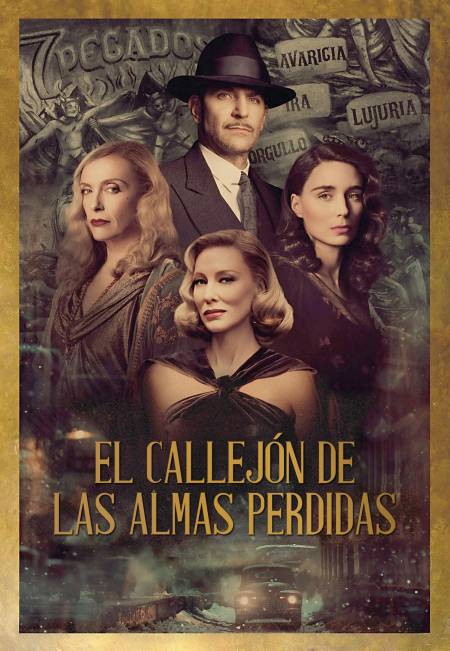 7 PECADOS
AVARICIA
IRA
LUJURIA
ORGULLO
EL CALLEJÓN DE
LAS ALMAS PERDIDAS